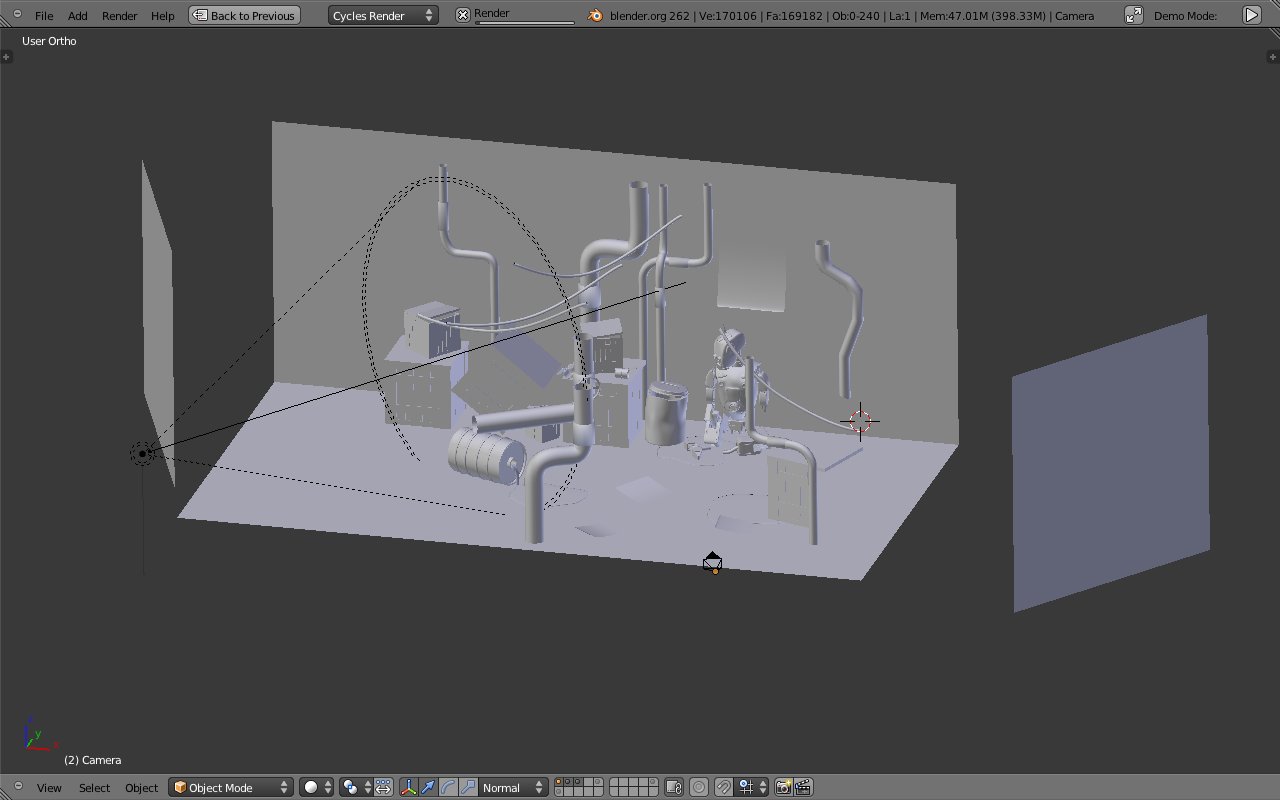 File Add Render Help Back to Previous Cycles Render Render blender.org 262 | Ve:170106 | Fa:169182 | Ob:0-240 | La:1 | Mem:47.01M (398.33M) | Camera Demo Mode:
User Ortho
z
y
x
(2) Camera
View Select Object Object Mode Normal